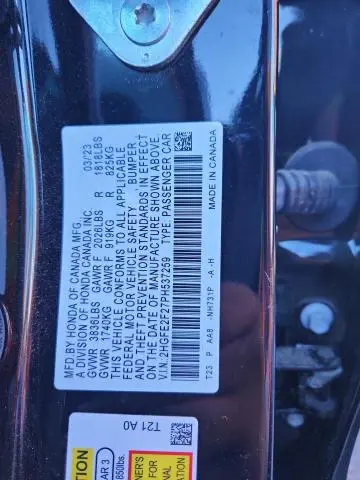 MFD BY HONDA OF CANADA MFG. 03/23
A DIVISION OF HONDA CANADA INC
GVWR 3836LBS GAWR F 2026LBS R 1818LBS
GVWR 1740KG GAWR F 919KG R 825KG
THIS VEHICLE CONFORMS TO ALL APPLICABLE
FEDERAL MOTOR VEHICLE SAFETY , BUMPER ,
AND THEFT PREVENTION STANDARDS IN EFFECT
ON THE DATE OF MANUFACTURE SHOWN ABOVE.
V.I.N.:2HGFE2F27PH537259 TYPE:PASSENGER CAR
MADE IN CANADA
T23 P AA8 -NH731P -A -H
T21 A0
AR 3
850lbs.